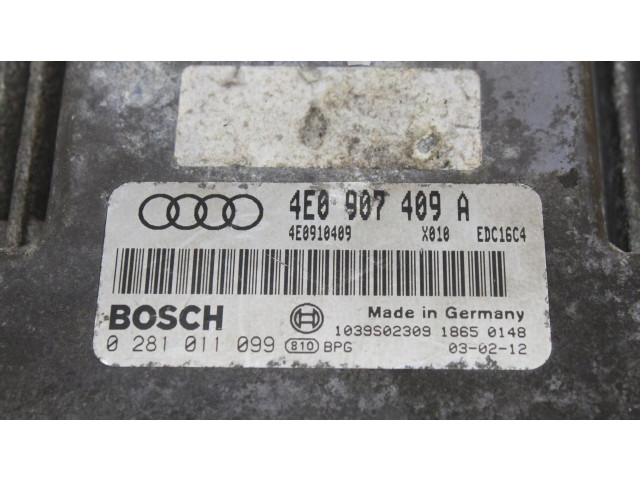 4E0 907 409 A
4E0910409 X010 EDC16C4
BOSCH
Made in Germany
1039S02309 1865 0148
0 281 011 099 810 BPG
03-02-12